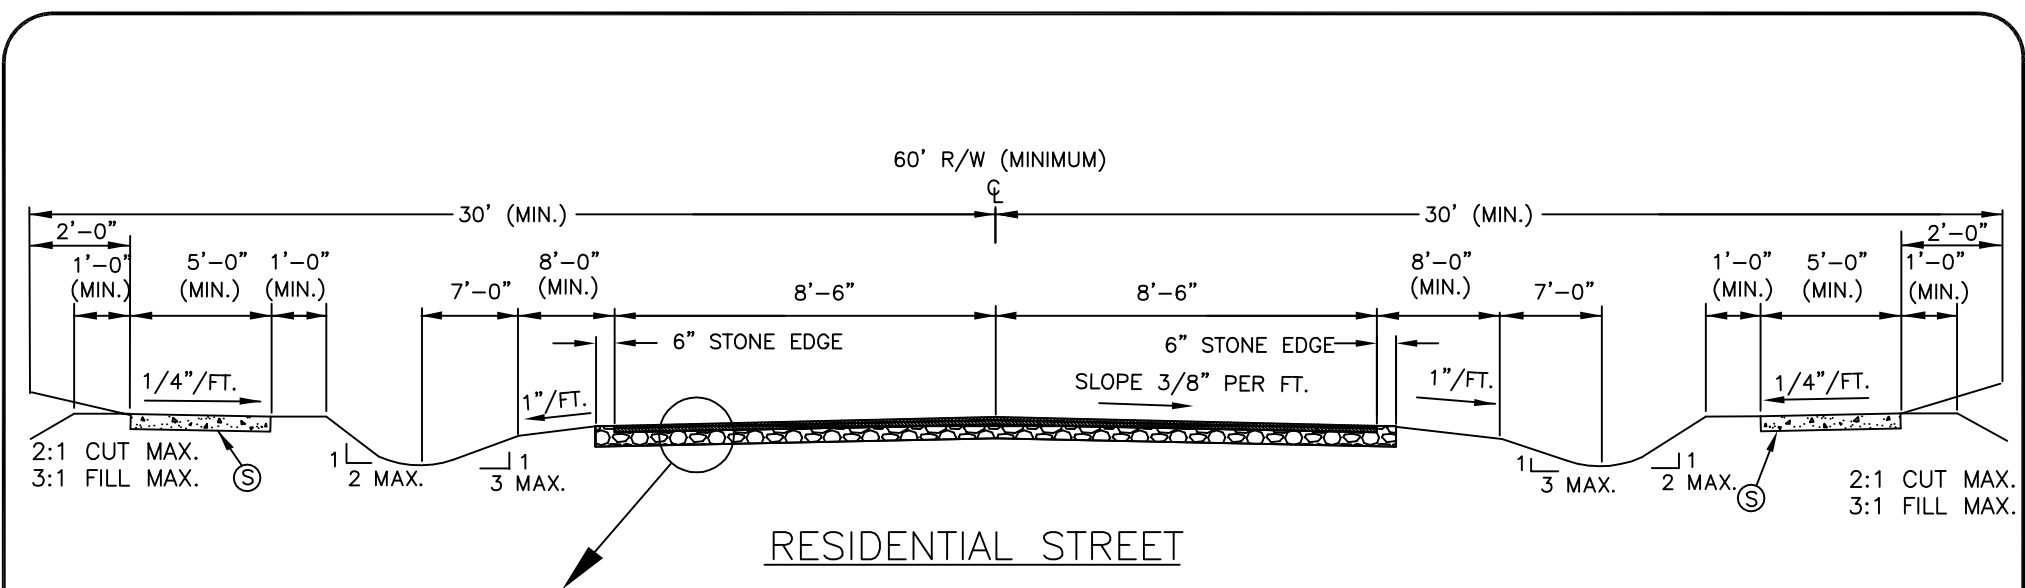 60' R/W (MINIMUM)
℄
30' (MIN.)
30' (MIN.)
2'-0"
2'-0"
1'-0"
(MIN.)
5'-0"
(MIN.)
1'-0"
(MIN.)
7'-0"
8'-0"
(MIN.)
8'-6"
8'-6"
8'-0"
(MIN.)
7'-0"
1'-0"
(MIN.)
5'-0"
(MIN.)
1'-0"
(MIN.)
6" STONE EDGE
6" STONE EDGE
1/4"/FT.
1"/FT.
SLOPE 3/8" PER FT.
1"/FT.
1/4"/FT.
2:1 CUT MAX.
3:1 FILL MAX.
S
1
2 MAX.
1
3 MAX.
1
3 MAX.
1
2 MAX.
S
2:1 CUT MAX.
3:1 FILL MAX.
RESIDENTIAL STREET